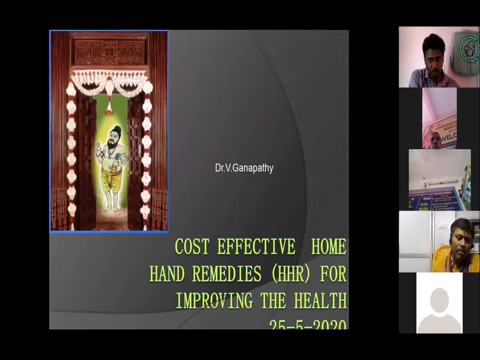 Dr.V.Ganapathy
COST EFFECTIVE HOME
HAND REMEDIES (HHR) FOR
IMPROVING THE HEALTH
25-5-2020